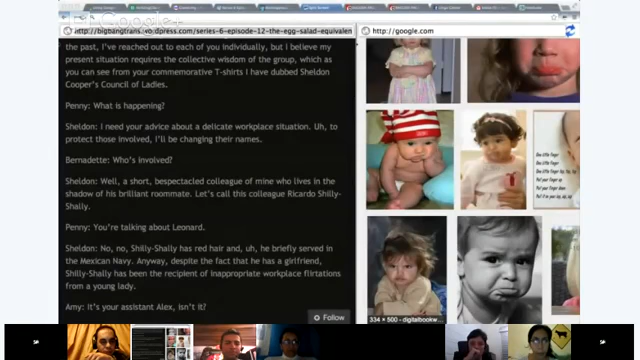 Google+
http://bigbangtrans.wordpress.com/series-6-episode-12-the-egg-salad-equivalen
http://google.com
the past, I've reached out to each of you individually, but I believe my
present situation requires the collective wisdom of the group, which as
you can see from your commemorative T-shirts I have dubbed Sheldon
Cooper's Council of Ladies.
Penny: What is happening?
Sheldon: I need your advice about a delicate workplace situation. Uh, to
protect those involved, I'll be changing their names.
Bernadette: Who's involved?
Sheldon: Well, a short, bespectacled colleague of mine who lives in the
shadow of his brilliant roommate. Let's call this colleague Ricardo Shilly-
Shally.
Penny: You're talking about Leonard.
Sheldon: No, no, Shilly-Shally has red hair and, uh, he briefly served in
the Mexican Navy. Anyway, despite the fact that he has a girlfriend,
Shilly-Shally has been the recipient of inappropriate workplace flirtations
from a young lady.
Amy: It's your assistant Alex, isn't it?
Follow
One little finger
One little finger
334 × 500 - digitalbookw...